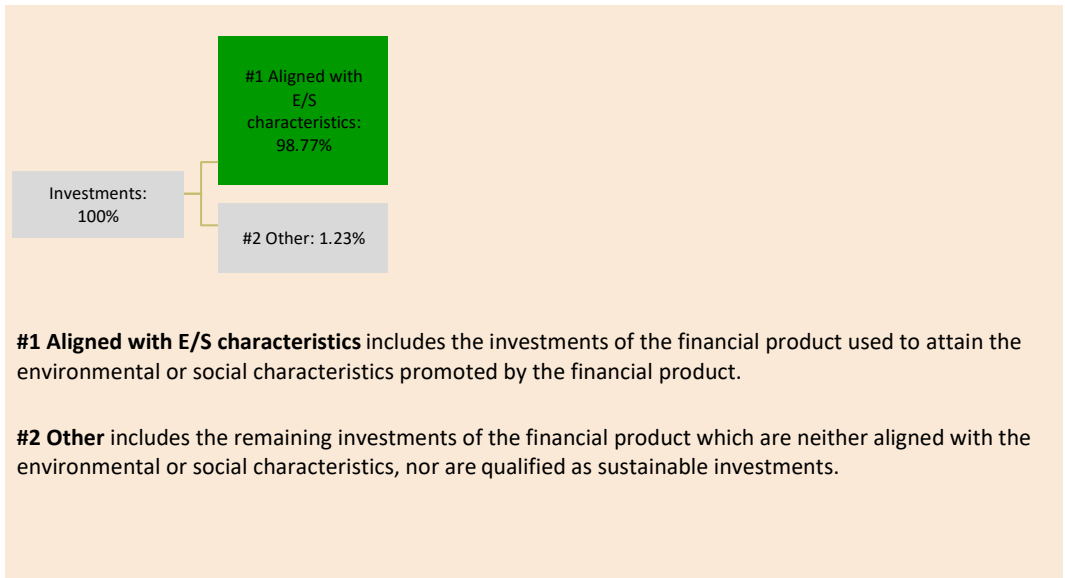 #1 Aligned with
E/S
characteristics:
98.77%
Investments:
100%
#2 Other: 1.23%
#1 Aligned with E/S characteristics includes the investments of the financial product used to attain the
environmental or social characteristics promoted by the financial product.
#2 Other includes the remaining investments of the financial product which are neither aligned with the
environmental or social characteristics, nor are qualified as sustainable investments.